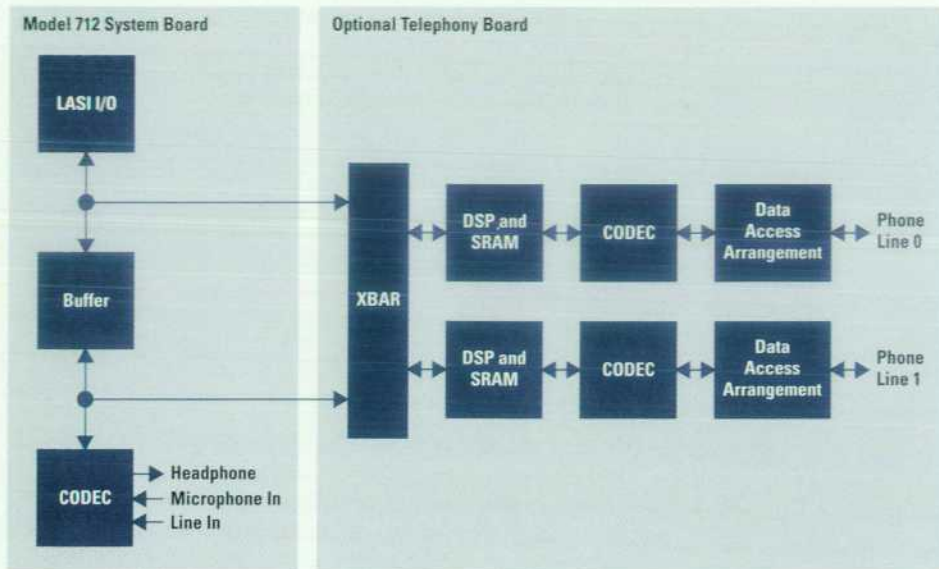 Model 712 System Board
Optional Telephony Board
LASI I/O
Buffer
CODEC
Headphone
Microphone In
Line In
XBAR
DSP and
SRAM
CODEC
Data
Access
Arrangement
Phone
Line 0
DSP and
SRAM
CODEC
Data
Access
Arrangement
Phone
Line 1